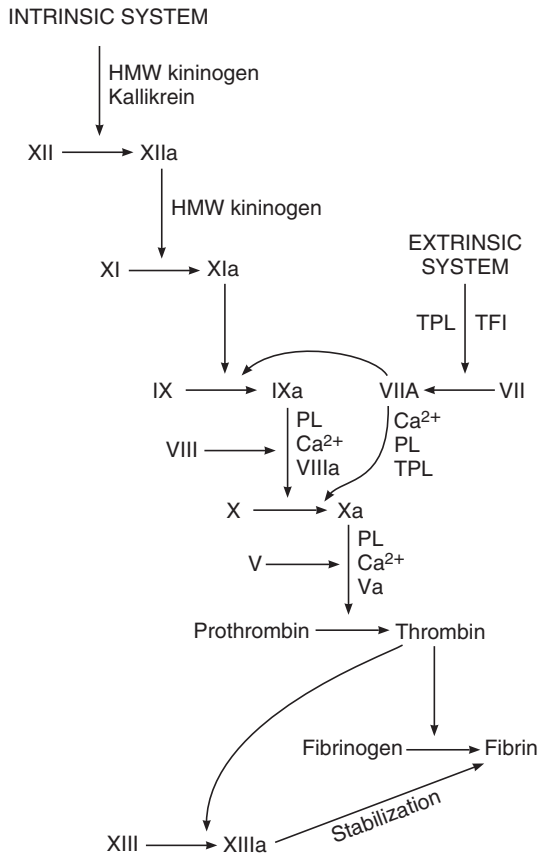 INTRINSIC SYSTEM
HMW kininogen
Kallikrein
XII XIIa
HMW kininogen
EXTRINSIC
SYSTEM
XI XIa
TPL TFI
IX IXa VIIA VII
PL
Ca²⁺
VIIIa
VIII
Ca²⁺
PL
TPL
X Xa
PL
Ca²⁺
Va
V
Prothrombin Thrombin
Fibrinogen Fibrin
Stabilization
XIII XIIIa